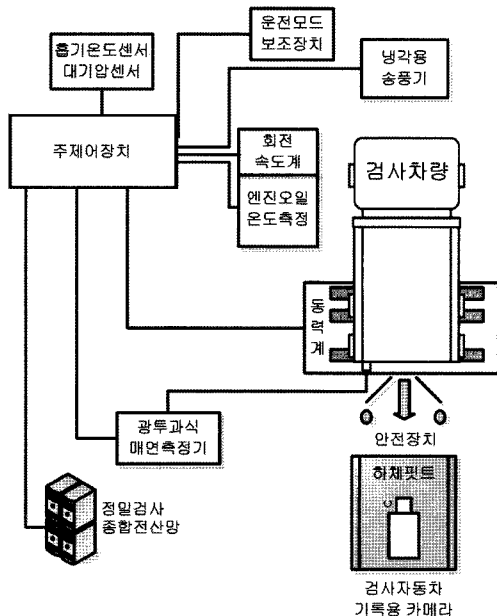 운전모드
보조장치
흡기온도센서
대기압센서
냉각용
송풍기
주제어장치
회전
속도계
엔진오일
온도측정
검사차량
동
력
계
광투과식
매연측정기
안전장치
하체핏트
정밀검사
종합전산망
검사자동차
기록용 카메라